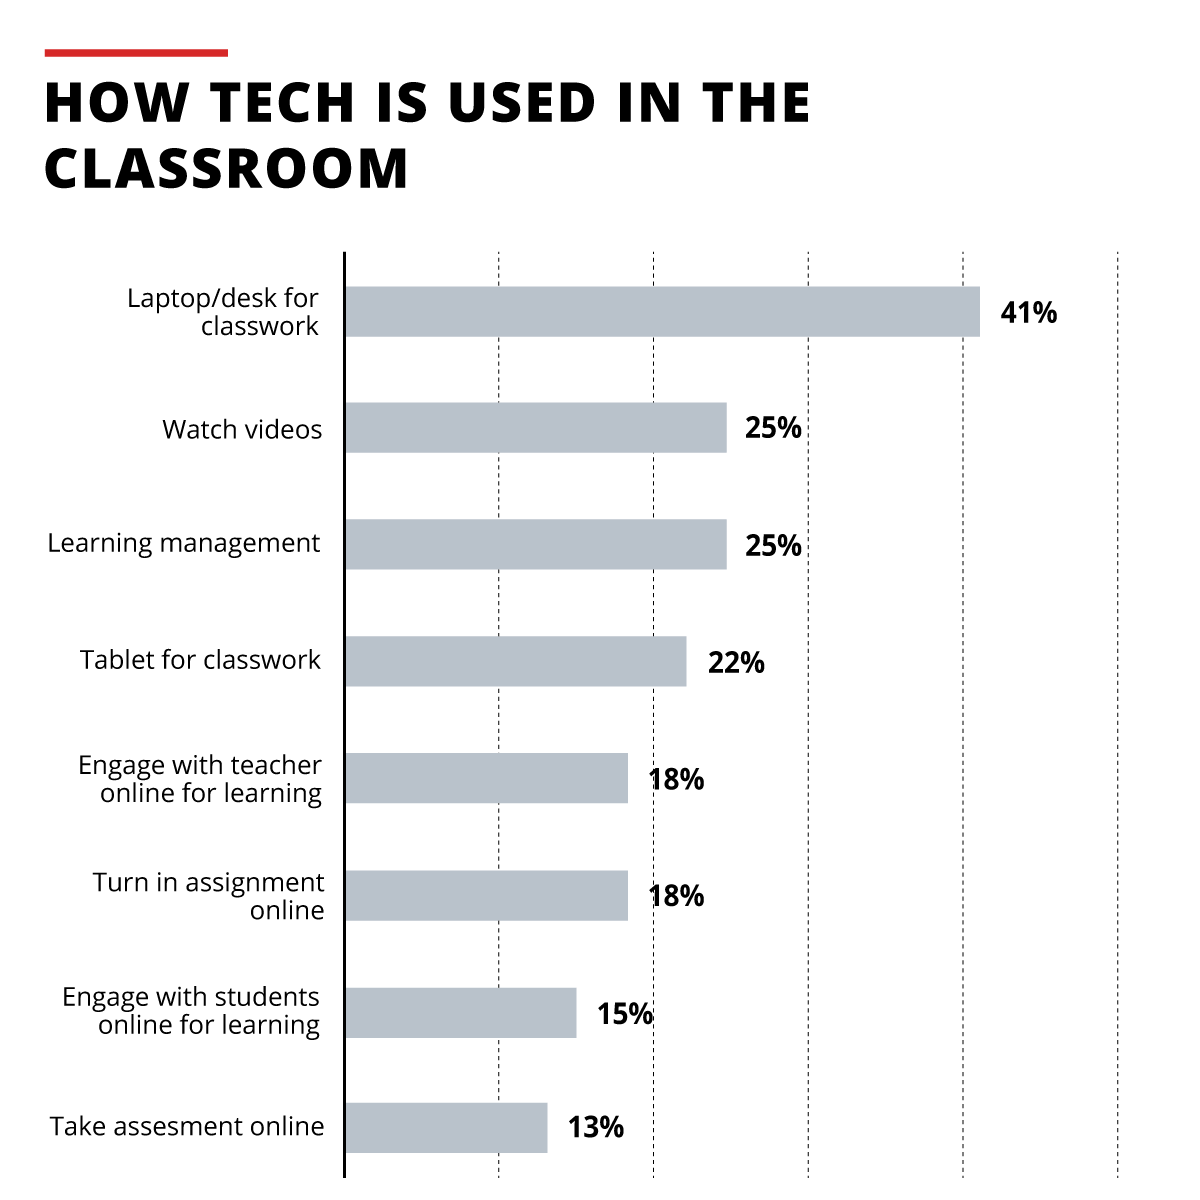 HOW TECH IS USED IN THE
CLASSROOM
Laptop/desk for
classwork
41%
Watch videos
25%
Learning management
25%
Tablet for classwork
22%
Engage with teacher
online for learning
18%
Turn in assignment
online
18%
Engage with students
online for learning
15%
Take assesment online
13%